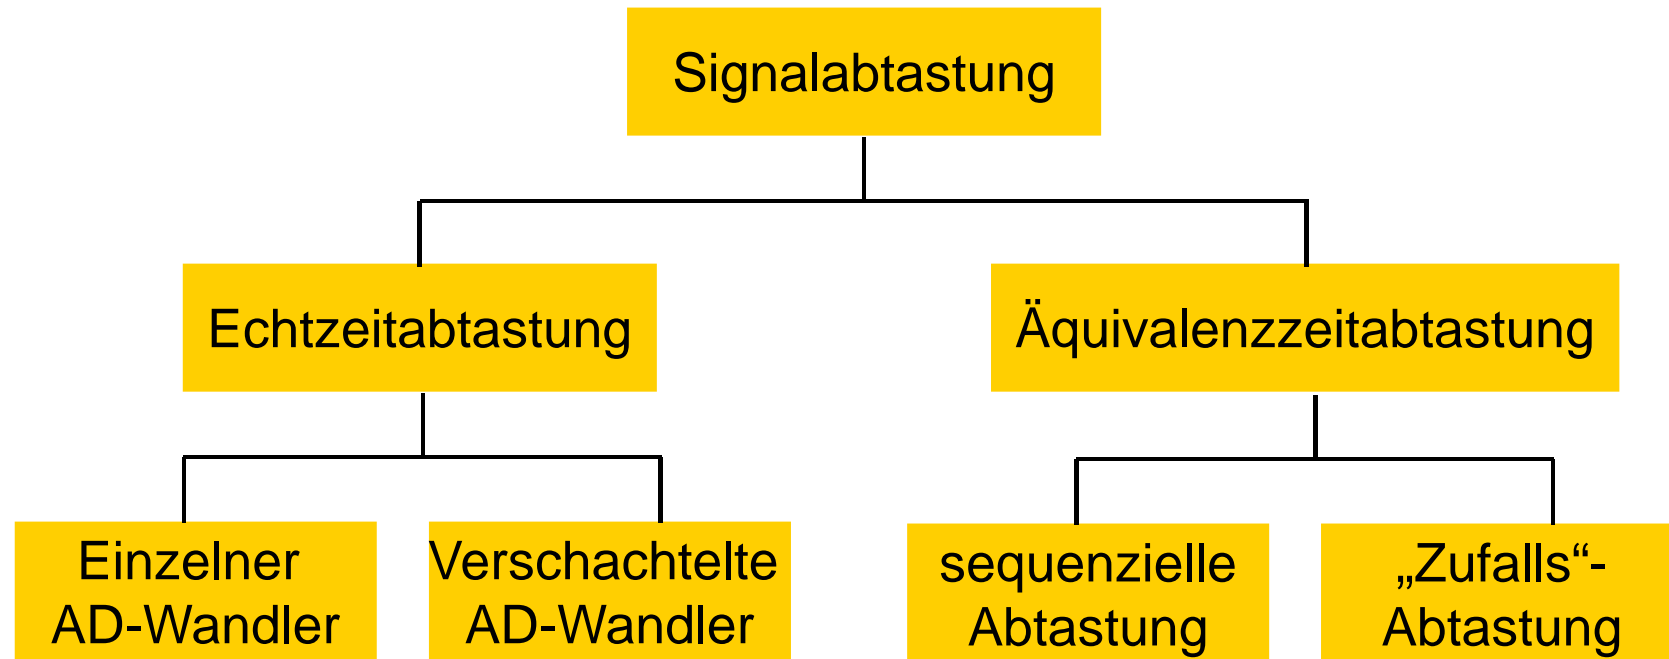 Signalabtastung
Echtzeitabtastung
Äquivalenzzeitabtastung
Einzelner
AD-Wandler
Verschachtelte
AD-Wandler
sequenzielle
Abtastung
„Zufalls“-
Abtastung